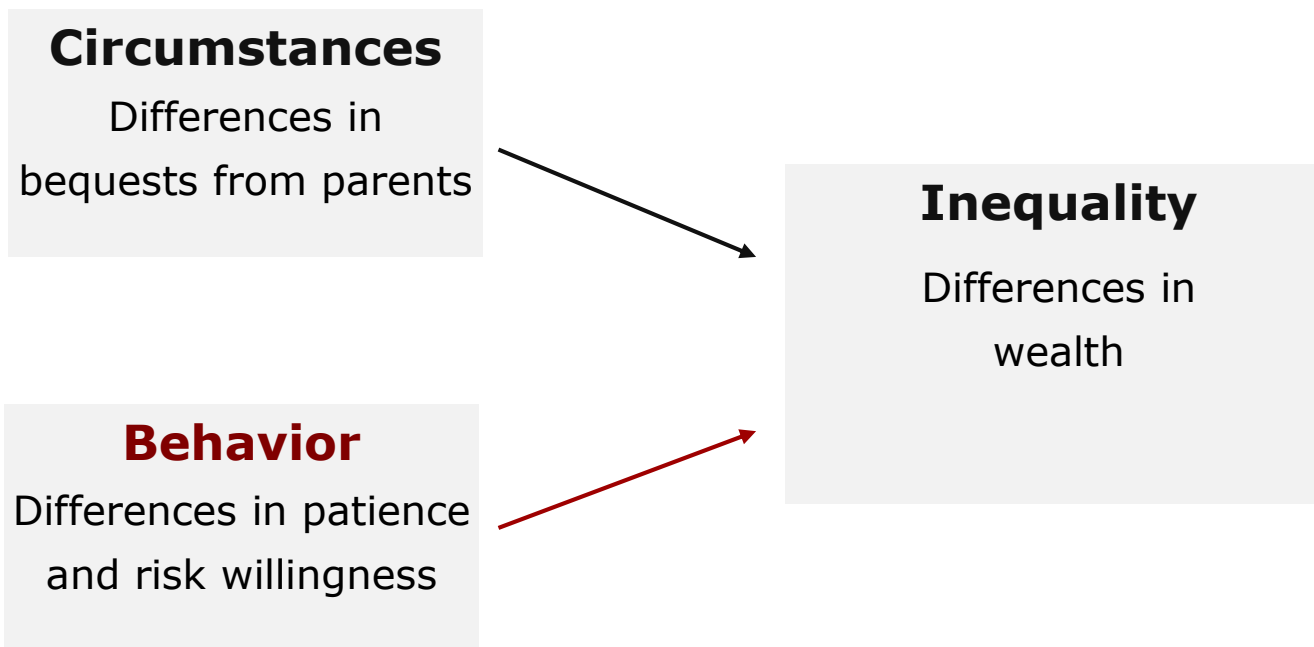 Circumstances
Differences in
bequests from parents
Inequality
Differences in
wealth
Behavior
Differences in patience
and risk willingness